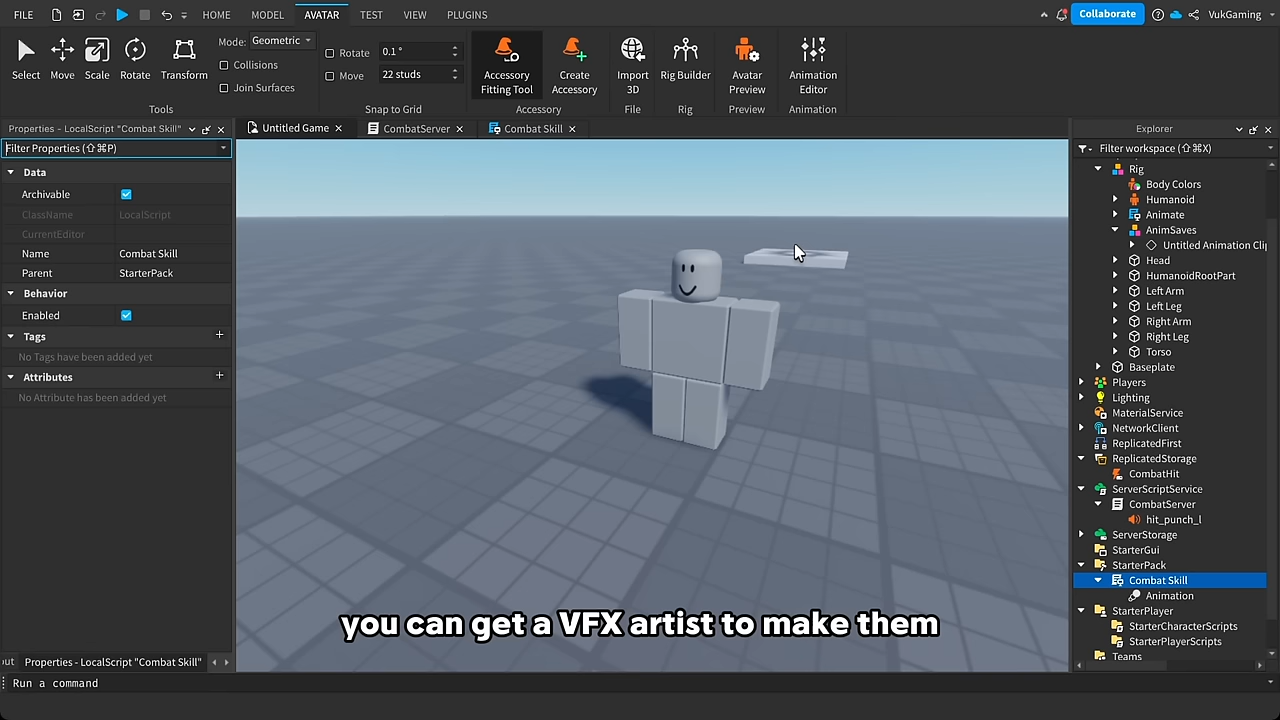 FILE
HOME
MODEL
AVATAR
TEST
VIEW
PLUGINS
Collaborate
VukGaming
Select
Move
Scale
Rotate
Transform
Mode: Geometric
Collisions
Join Surfaces
Tools
Rotate 0.1 °
Move 22 studs
Snap to Grid
Accessory
Fitting Tool
Create
Accessory
Accessory
Import
3D
File
Rig Builder
Rig
Avatar
Preview
Preview
Animation
Editor
Animation
Properties - LocalScript "Combat Skill"
Filter Properties (⇧⌘P)
Data
Archivable
ClassName LocalScript
CurrentEditor
Name Combat Skill
Parent StarterPack
Behavior
Enabled
Tags
No Tags have been added yet
Attributes
No Attribute has been added yet
Untitled Game
CombatServer
Combat Skill
you can get a VFX artist to make them
Explorer
Filter workspace (⇧⌘X)
Rig
Body Colors
Humanoid
Animate
AnimSaves
Untitled Animation Cli
Head
HumanoidRootPart
Left Arm
Left Leg
Right Arm
Right Leg
Torso
Baseplate
Players
Lighting
MaterialService
NetworkClient
ReplicatedFirst
ReplicatedStorage
CombatHit
ServerScriptService
CombatServer
hit_punch_l
ServerStorage
StarterGui
StarterPack
Combat Skill
Animation
StarterPlayer
StarterCharacterScripts
StarterPlayerScripts
Teams
ut
Properties - LocalScript "Combat Skill"
Run a command